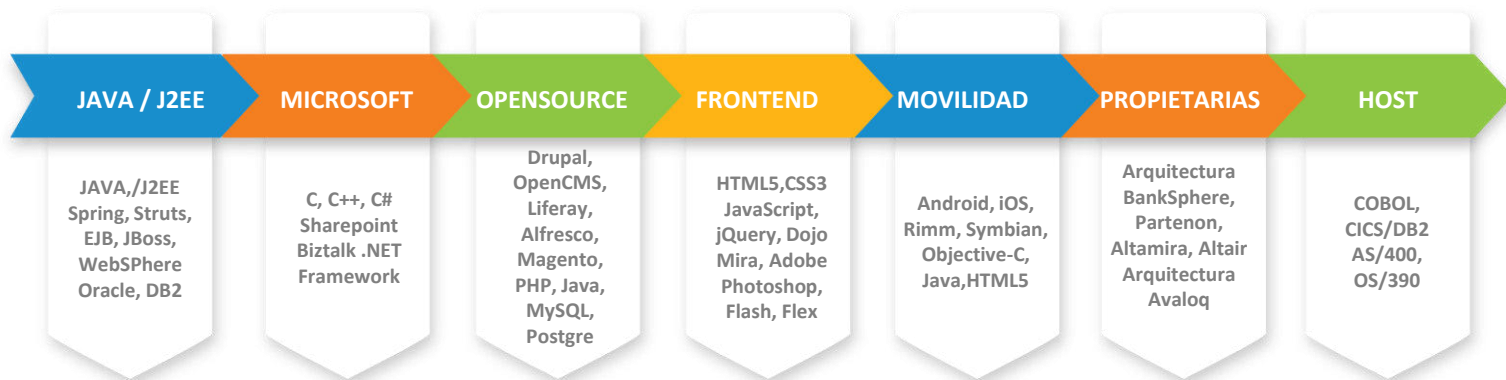 JAVA / J2EE
JAVA,/J2EE
Spring, Struts,
EJB, JBoss,
WebSPhere
Oracle, DB2
MICROSOFT
C, C++, C#
Sharepoint
Biztalk .NET
Framework
OPENSOURCE
Drupal,
OpenCMS,
Liferay,
Alfresco,
Magento,
PHP, Java,
MySQL,
Postgre
FRONTEND
HTML5,CSS3
JavaScript,
jQuery, Dojo
Mira, Adobe
Photoshop,
Flash, Flex
MOVILIDAD
Android, iOS,
Rimm, Symbian,
Objective-C,
Java,HTML5
PROPIETARIAS
Arquitectura
BankSphere,
Partenon,
Altamira, Altair
Arquitectura
Avaloq
HOST
COBOL,
CICS/DB2
AS/400,
OS/390